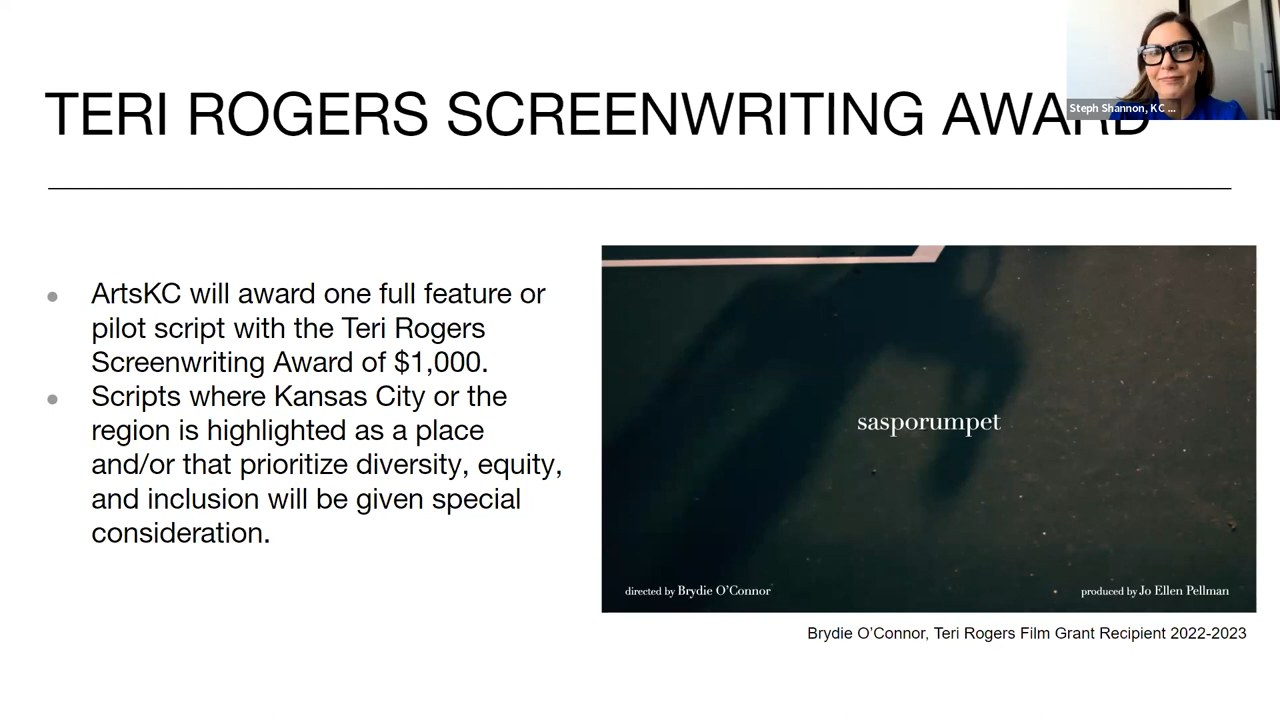 TERI ROGERS SCREENWRITING AWARD
Steph Shannon, KC ...
ArtsKC will award one full feature or
pilot script with the Teri Rogers
Screenwriting Award of $1,000.
Scripts where Kansas City or the
region is highlighted as a place
and/or that prioritize diversity, equity,
and inclusion will be given special
consideration.
sasporumpet
directed by Brydie O’Connor
produced by Jo Ellen Pellman
Brydie O’Connor, Teri Rogers Film Grant Recipient 2022-2023